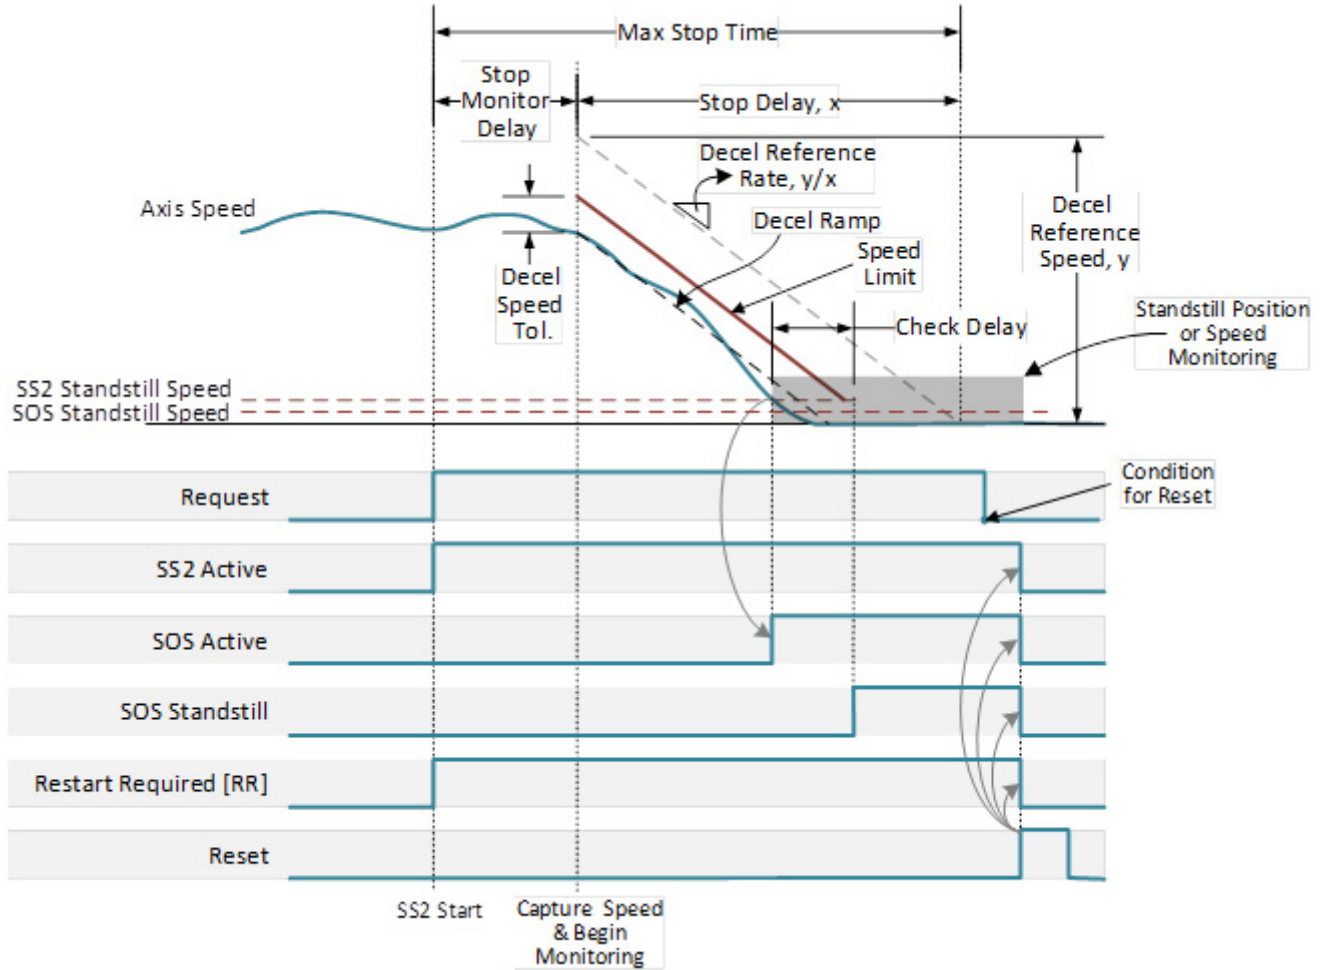 Max Stop Time
Stop
Monitor
Delay
Stop Delay, x
Decel Reference
Rate, y/x
Axis Speed
Decel Ramp
Decel
Reference
Speed, y
Speed
Limit
Decel
Speed
Tol.
Check Delay
Standstill Position
or Speed
Monitoring
SS2 Standstill Speed
SOS Standstill Speed
Request
Condition
for Reset
SS2 Active
SOS Active
SOS Standstill
Restart Required [RR]
Reset
SS2 Start
Capture Speed
& Begin
Monitoring